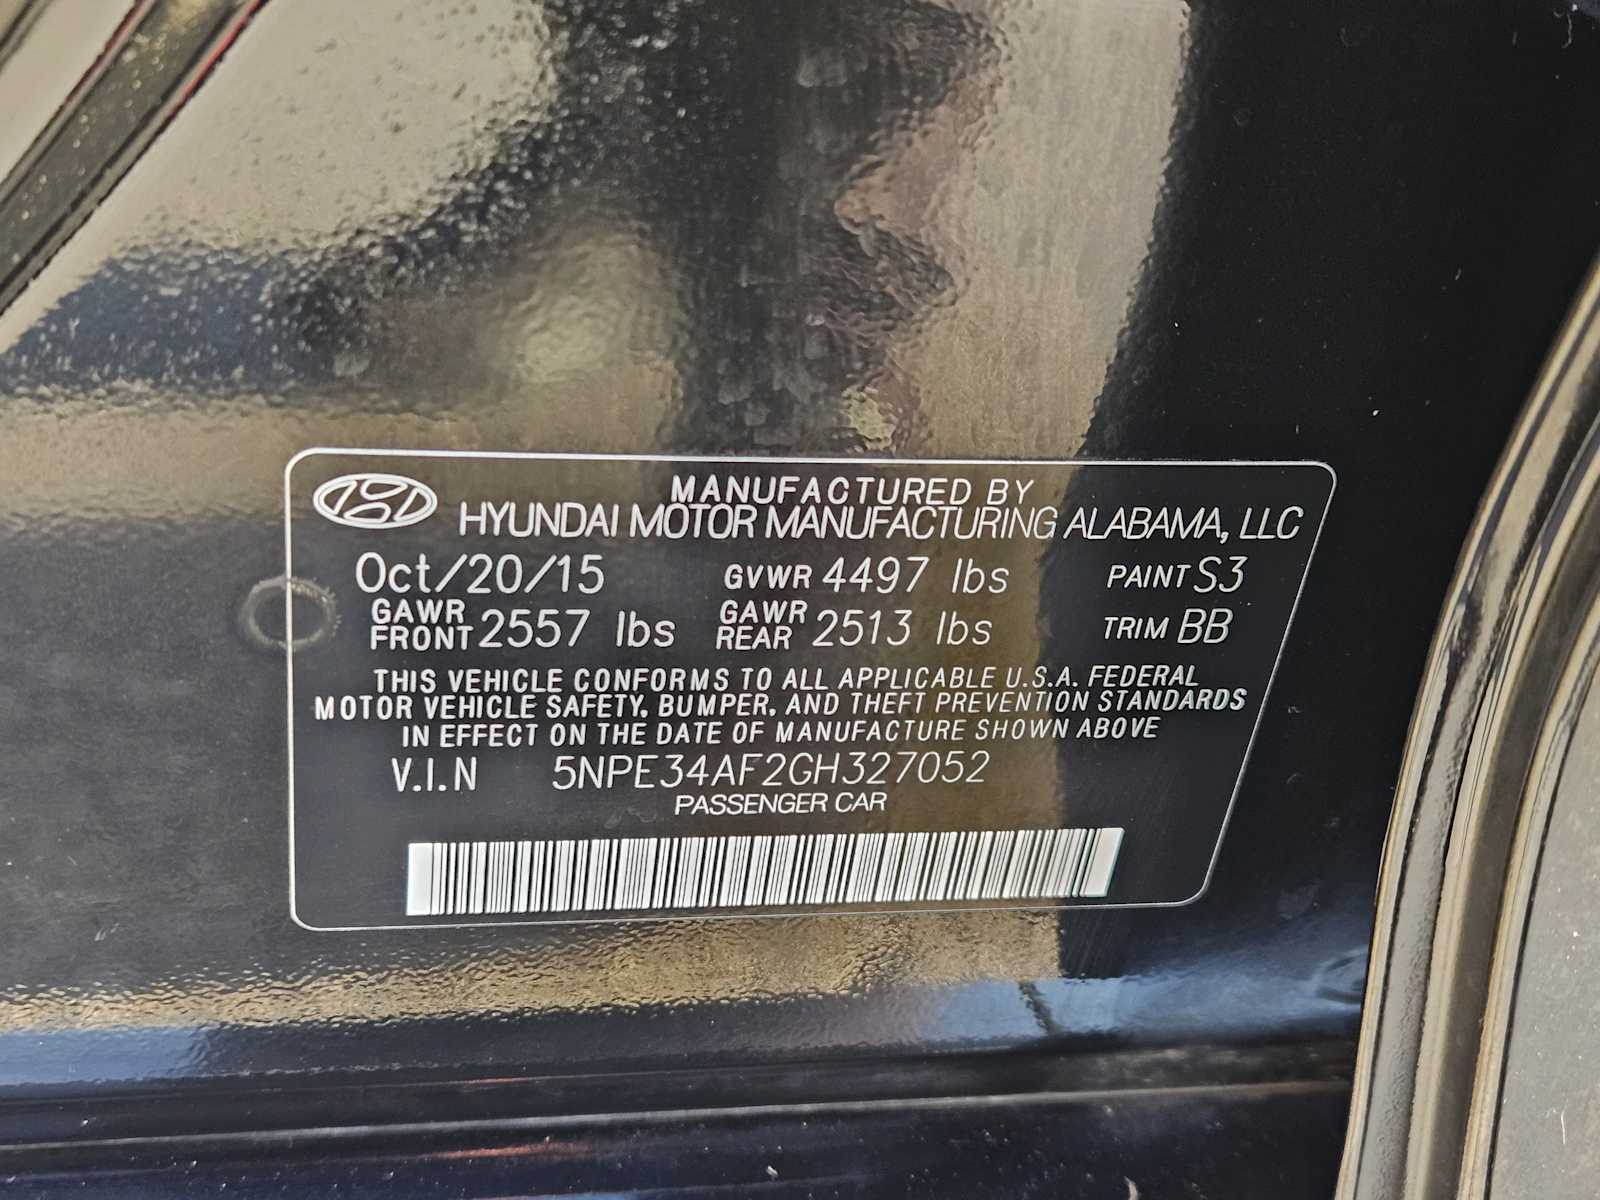 MANUFACTURED BY
HYUNDAI MOTOR MANUFACTURING ALABAMA, LLC
Oct/20/15 GVWR 4497 lbs PAINT S3
GAWR FRONT 2557 lbs GAWR REAR 2513 lbs TRIM BB
THIS VEHICLE CONFORMS TO ALL APPLICABLE U.S.A. FEDERAL
MOTOR VEHICLE SAFETY, BUMPER, AND THEFT PREVENTION STANDARDS
IN EFFECT ON THE DATE OF MANUFACTURE SHOWN ABOVE
V.I.N 5NPE34AF2GH327052
PASSENGER CAR